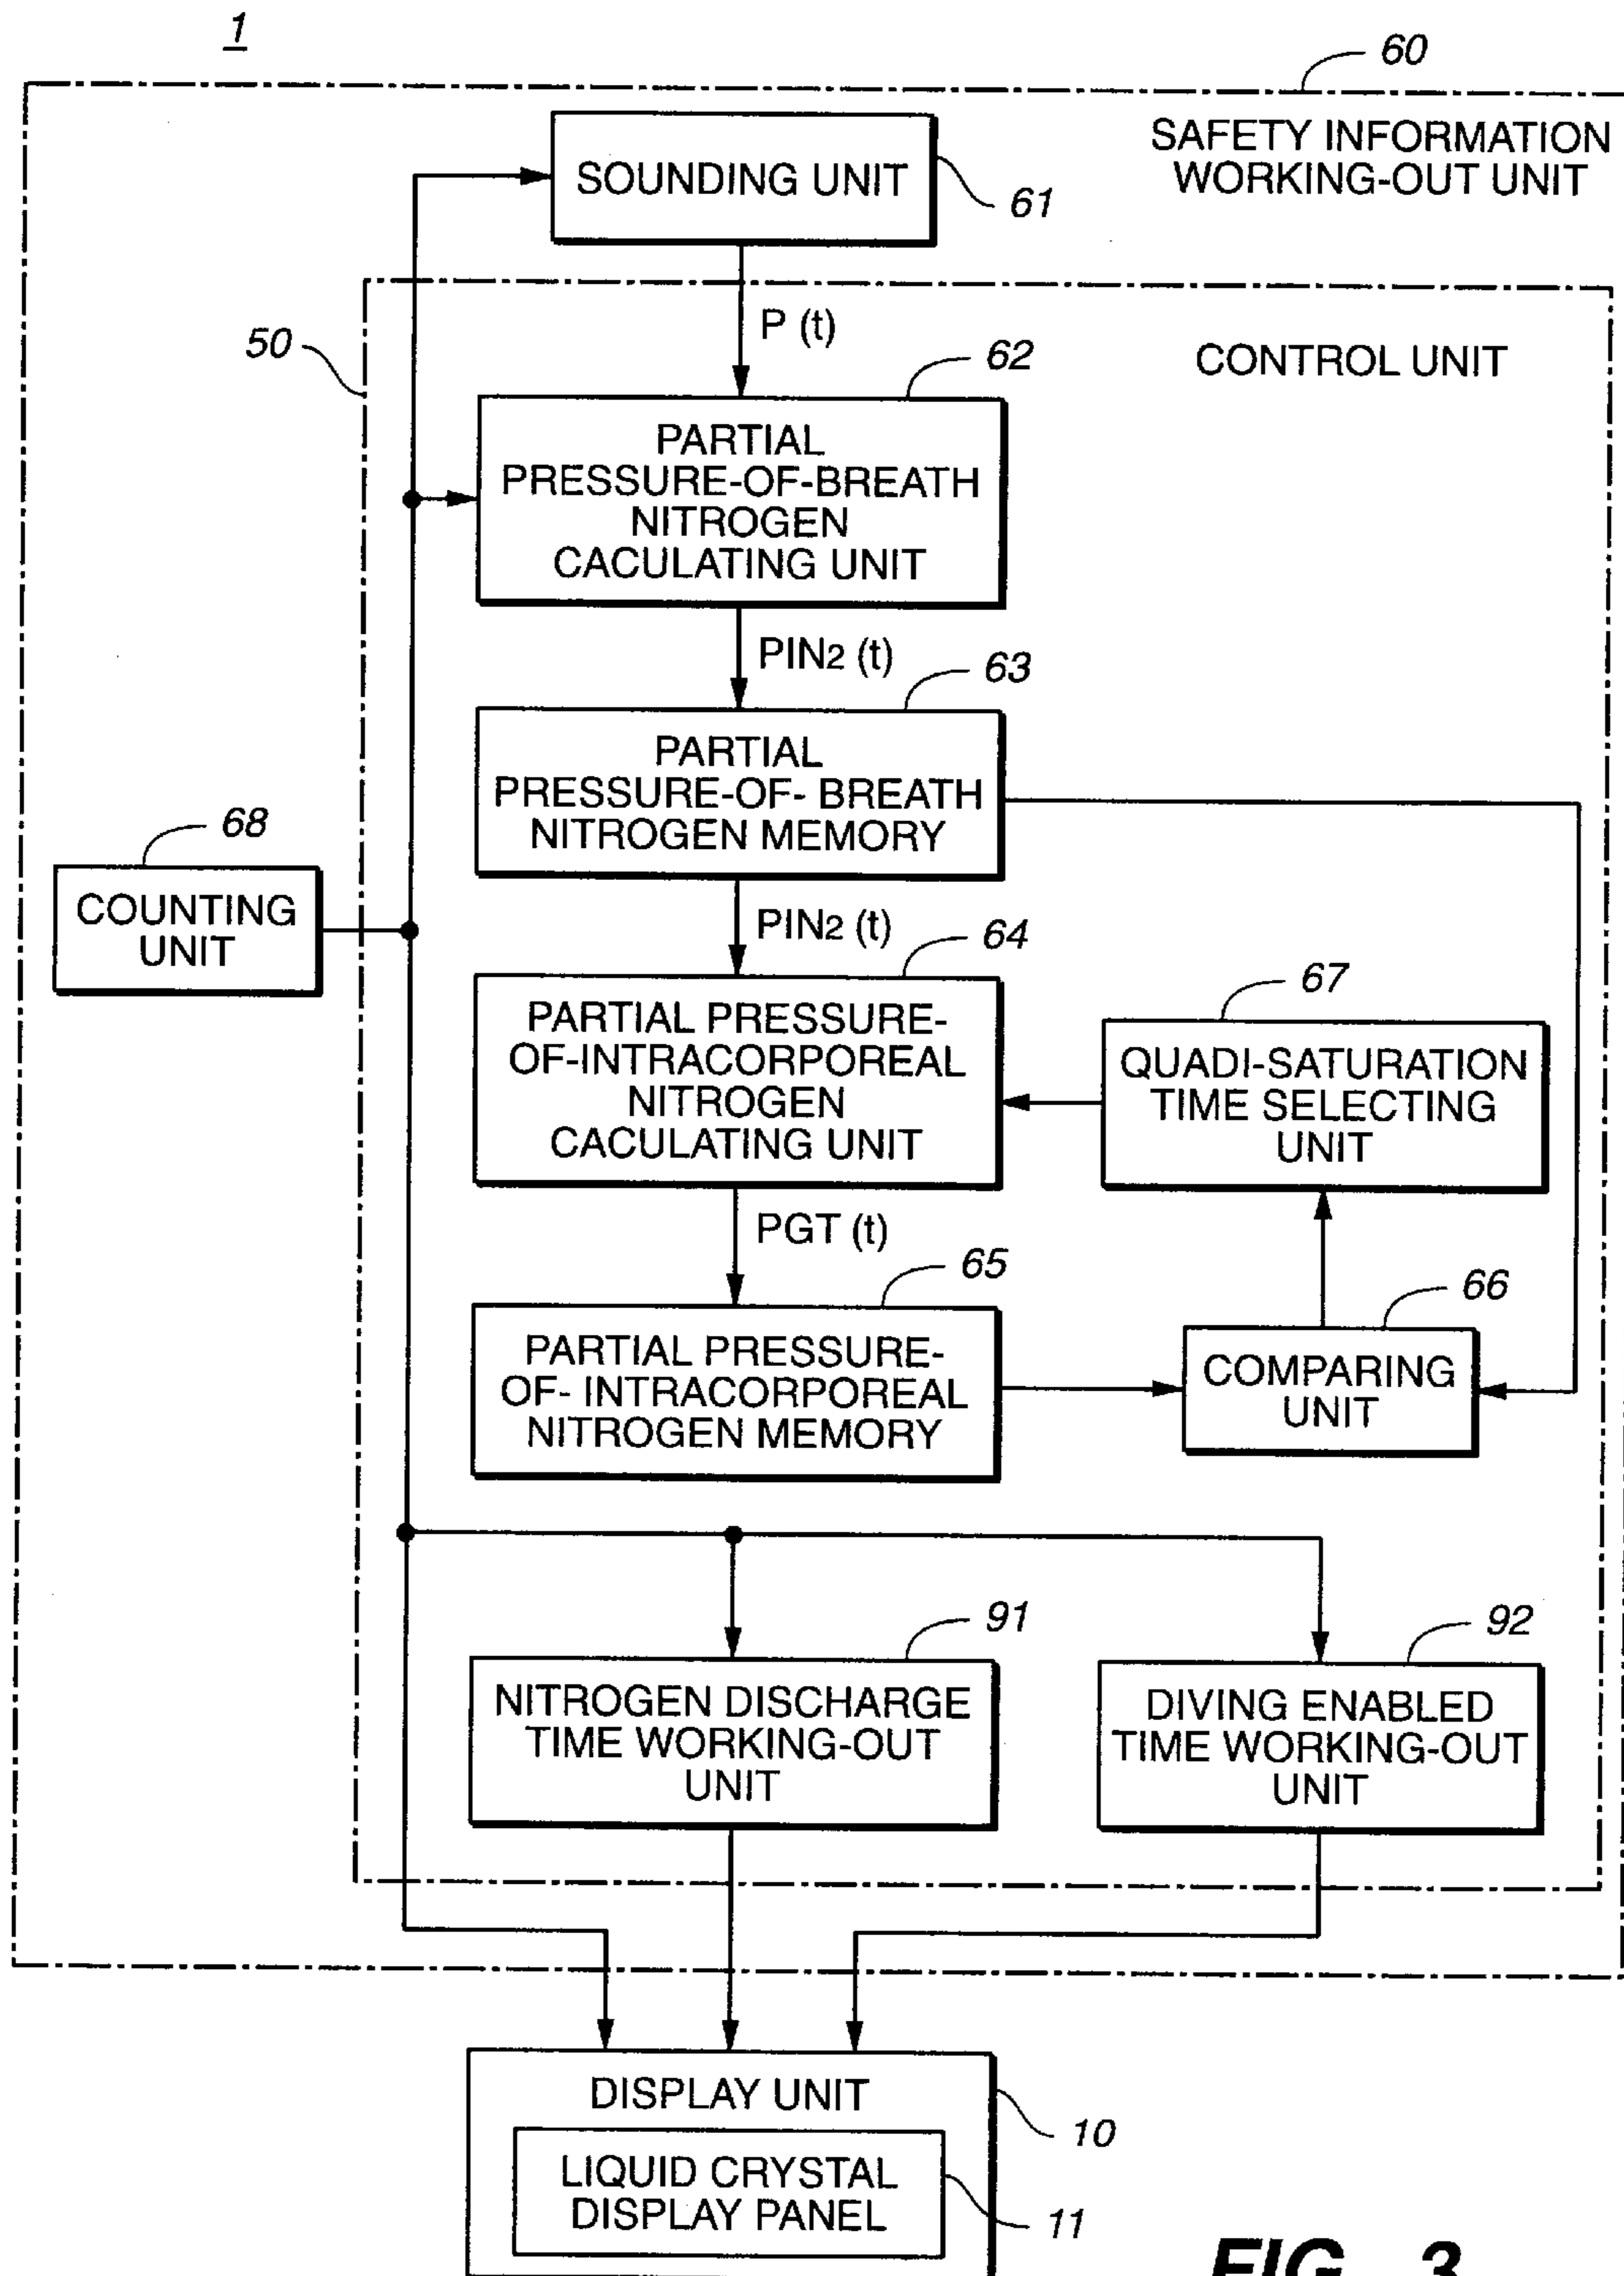 1
60
SAFETY INFORMATION
WORKING-OUT UNIT
SOUNDING UNIT
61
P (t)
50
CONTROL UNIT
62
PARTIAL
PRESSURE-OF-BREATH
NITROGEN
CACULATING UNIT
PIN2 (t)
63
PARTIAL
PRESSURE-OF- BREATH
NITROGEN MEMORY
68
COUNTING
UNIT
PIN2 (t)
64
PARTIAL PRESSURE-
OF-INTRACORPOREAL
NITROGEN
CACULATING UNIT
67
QUADI-SATURATION
TIME SELECTING
UNIT
PGT (t)
65
PARTIAL PRESSURE-
OF- INTRACORPOREAL
NITROGEN MEMORY
66
COMPARING
UNIT
91
NITROGEN DISCHARGE
TIME WORKING-OUT
UNIT
92
DIVING ENABLED
TIME WORKING-OUT
UNIT
DISPLAY UNIT
10
LIQUID CRYSTAL
DISPLAY PANEL
11
FIG._3